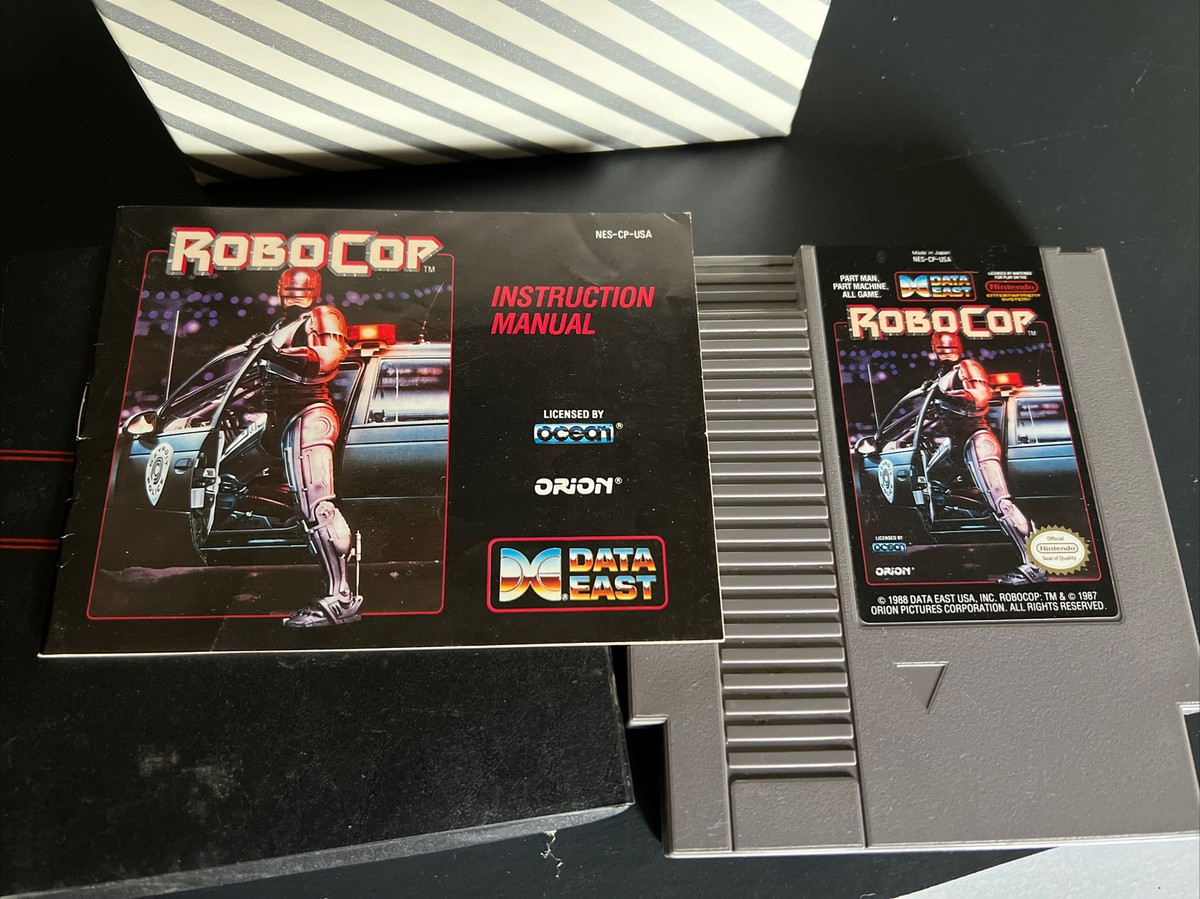 ROBOCOP™
NES-CP-USA
INSTRUCTION
MANUAL
LICENSED BY
ocean®
ORION®
DATA
EAST
Made in Japan
NES-CP-USA
PART MAN.
PART MACHINE.
ALL GAME.
DATA
EAST
LICENSED BY NINTENDO
FOR PLAY ON THE
Nintendo
ENTERTAINMENT
SYSTEM®
ROBOCOP™
LICENSED BY
ocean
ORION®
Official
Nintendo
Seal of Quality
© 1988 DATA EAST USA, INC. ROBOCOP: TM & © 1987
ORION PICTURES CORPORATION. ALL RIGHTS RESERVED.